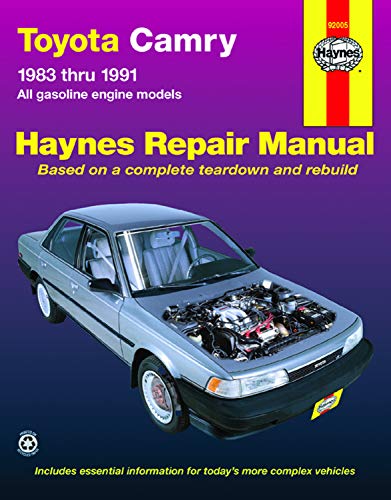 Toyota Camry
1983 thru 1991
All gasoline engine models
92005
Haynes
Haynes Repair Manual
Based on a complete teardown and rebuild
Haynes
Includes essential information for today's more complex vehicles